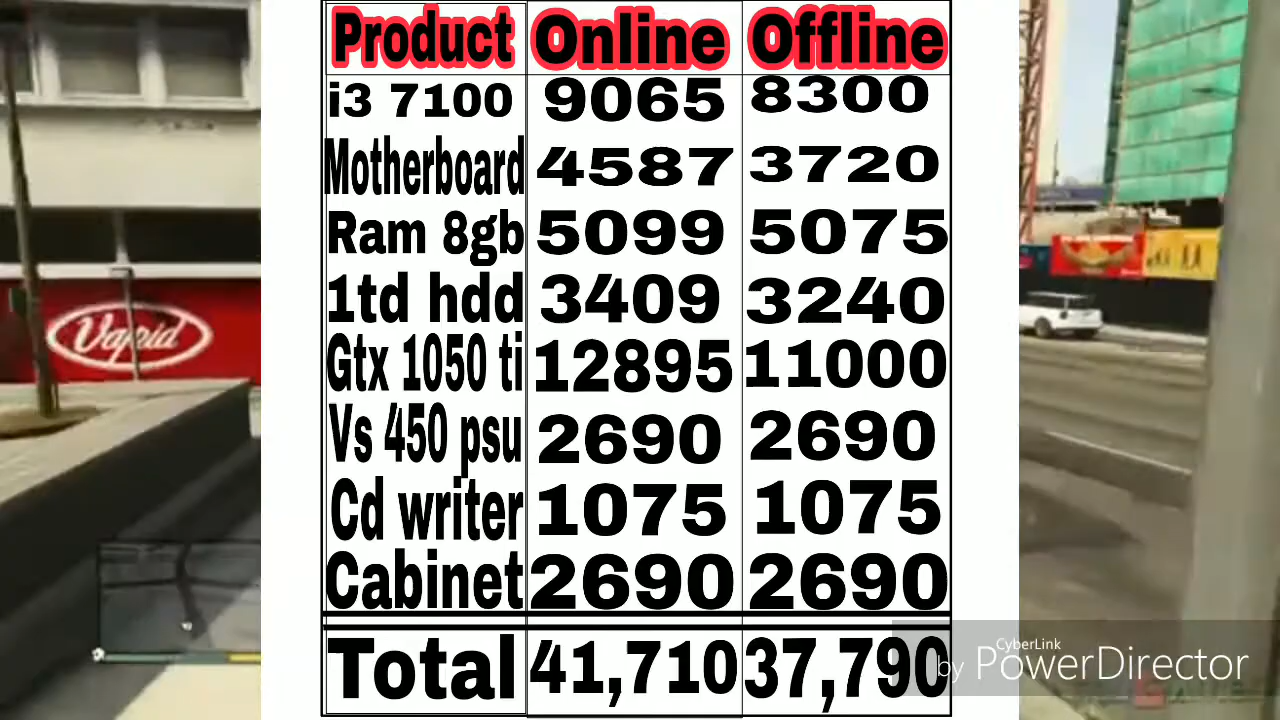 Product Online Offline
i3 7100 9065 8300
Motherboard 4587 3720
Ram 8gb 5099 5075
1td hdd 3409 3240
Gtx 1050 ti 12895 11000
Vs 450 psu 2690 2690
Cd writer 1075 1075
Cabinet 2690 2690
Total 41,710 37,790
Vapid
CyberLink
by PowerDirector